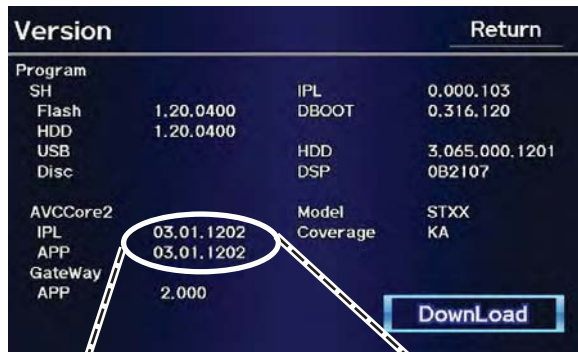 Version Return
Program
SH IPL 0.000.103
Flash 1.20.0400 DBOOT 0.316.120
HDD 1.20.0400
USB HDD 3.065.000.1201
Disc DSP 0B2107
AVCCore2 Model STXX
IPL 03.01.1202 Coverage KA
APP 03.01.1202
GateWay
APP 2.000
DownLoad